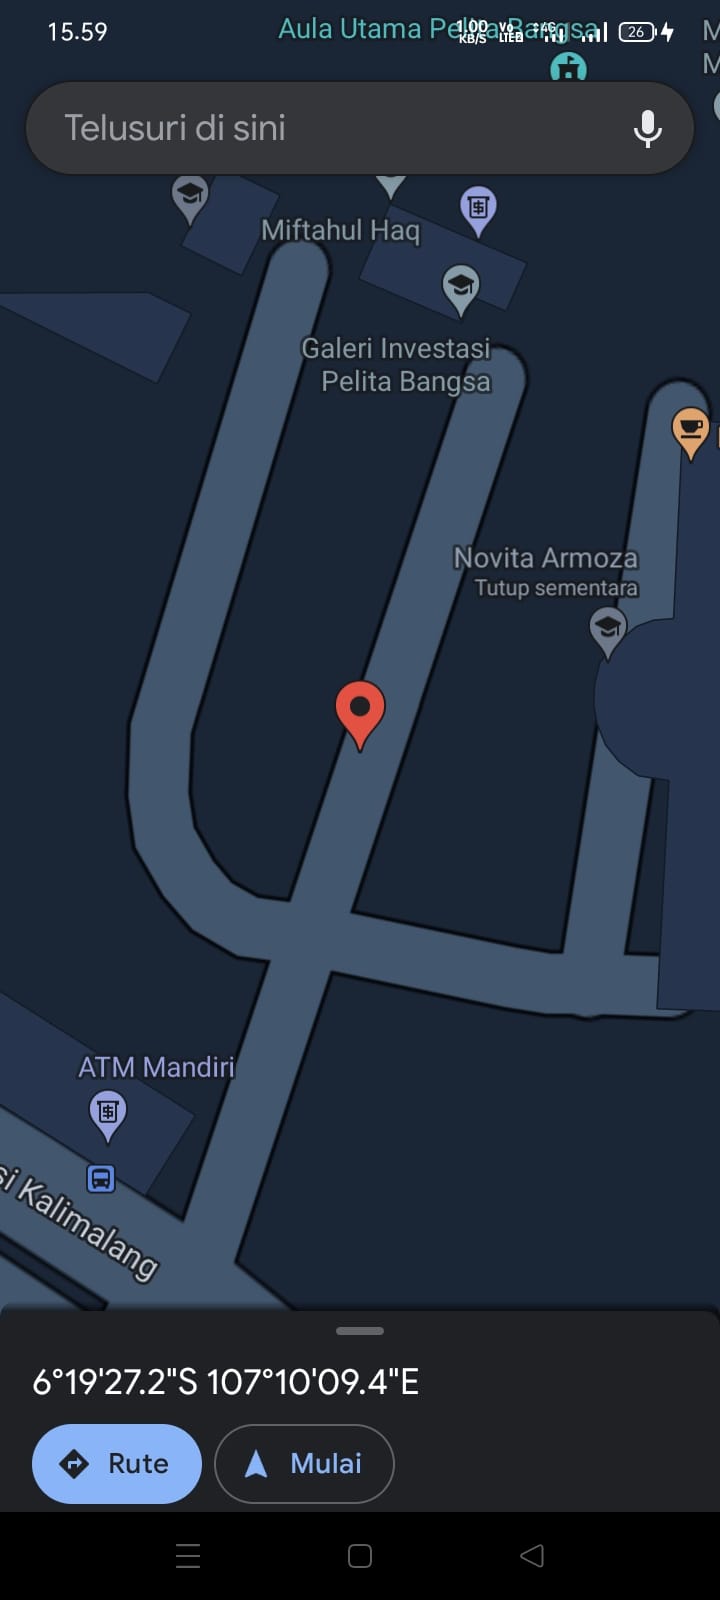 15.59
Aula Utama Pelita Bangsa
1.00
KB/S
Vo
LTE
4G
26
M
M
Telusuri di sini
Miftahul Haq
Galeri Investasi
Pelita Bangsa
Novita Armoza
Tutup sementara
ATM Mandiri
si Kalimalang
6°19'27.2"S 107°10'09.4"E
Rute
Mulai